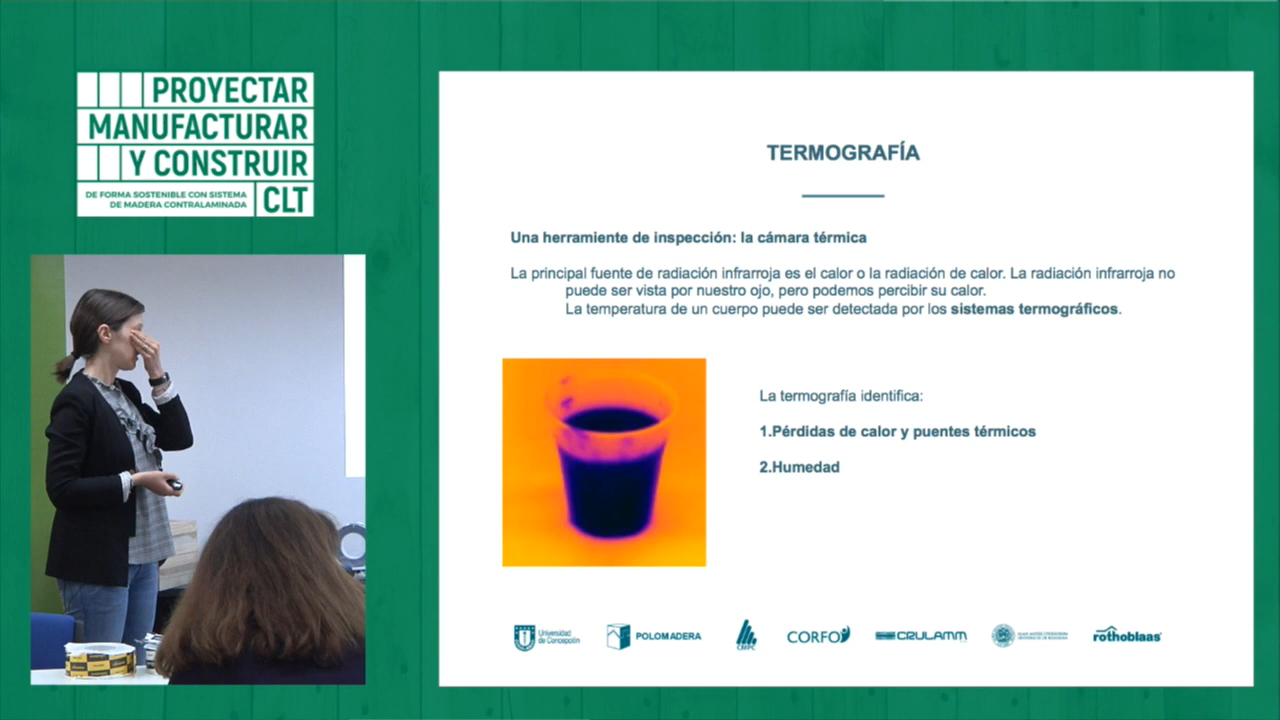 PROYECTAR
MANUFACTURAR
Y CONSTRUIR
DE FORMA SOSTENIBLE CON SISTEMA
DE MADERA CONTRALAMINADA
CLT
TERMOGRAFÍA
Una herramiente de inspección: la cámara térmica
La principal fuente de radiación infrarroja es el calor o la radiación de calor. La radiación infrarroja no
puede ser vista por nuestro ojo, pero podemos percibir su calor.
La temperatura de un cuerpo puede ser detectada por los sistemas termográficos.
La termografía identifica:
1.Pérdidas de calor y puentes térmicos
2.Humedad
Universidad
de Concepción
POLOMADERA
CMPC
CORFO
CRULAMM
rothoblaas